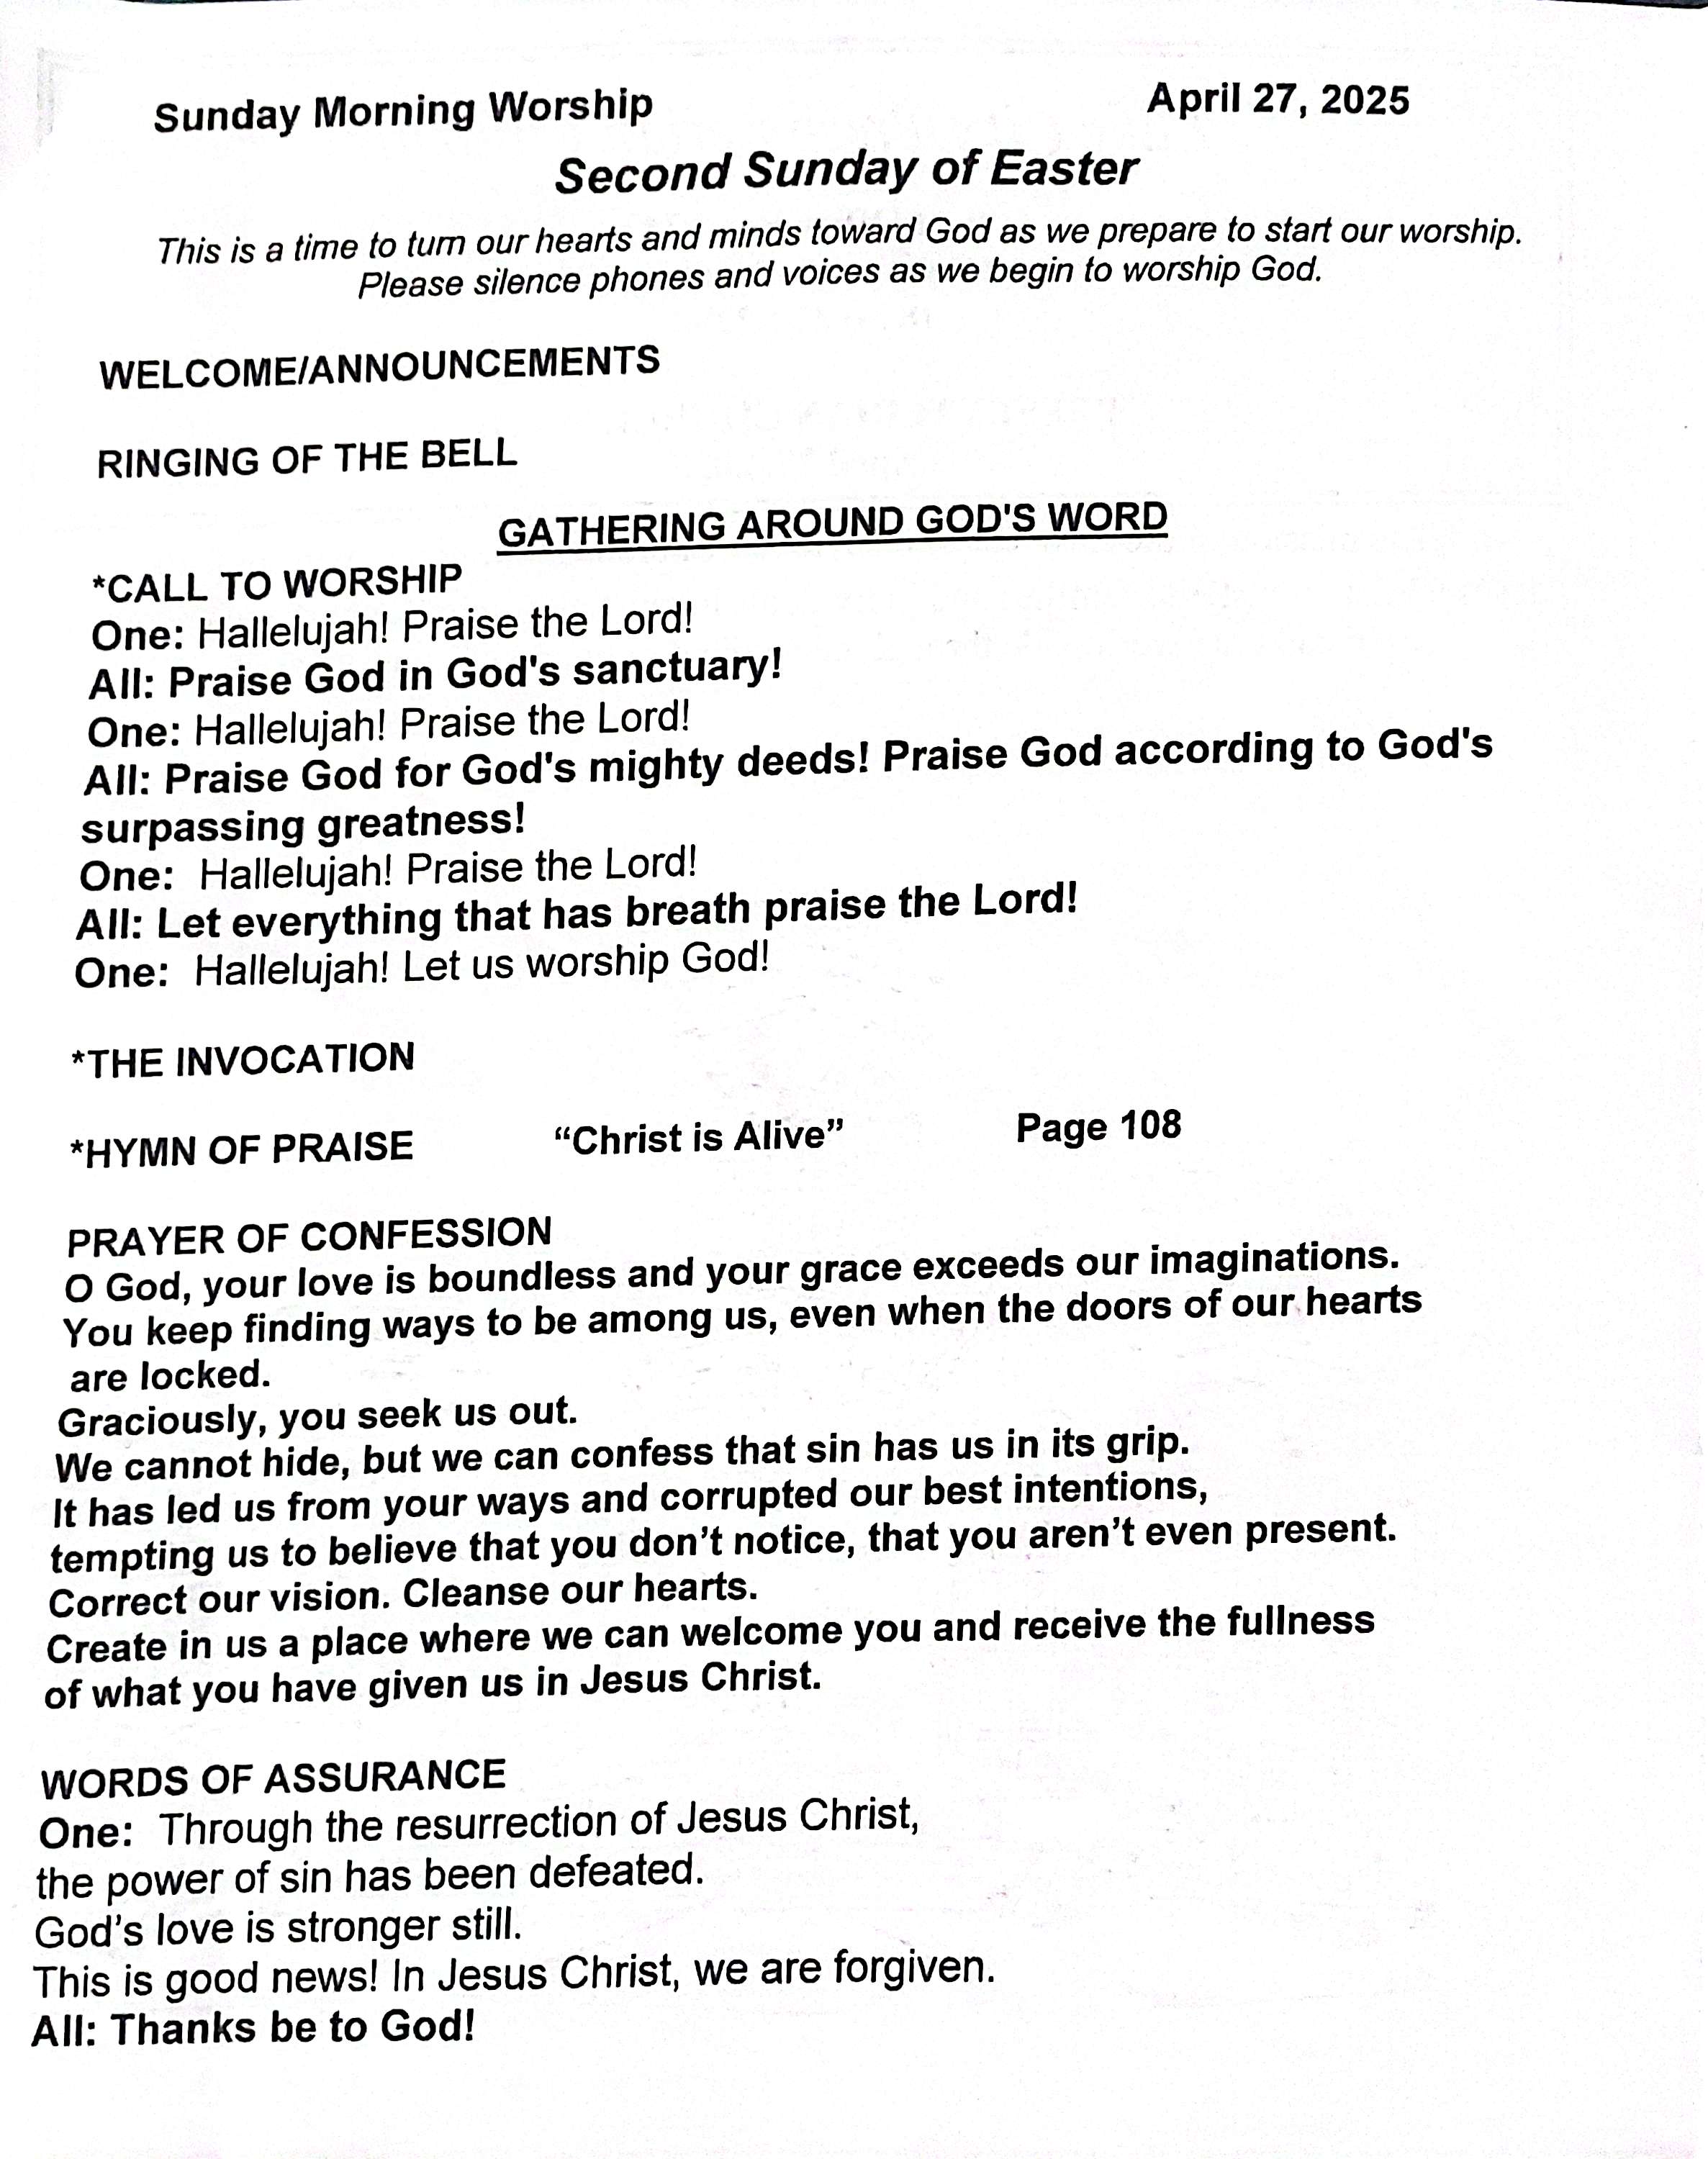 Sunday Morning Worship April 27, 2025
Second Sunday of Easter
This is a time to turn our hearts and minds toward God as we prepare to start our worship.
Please silence phones and voices as we begin to worship God.
WELCOME/ANNOUNCEMENTS
RINGING OF THE BELL
GATHERING AROUND GOD'S WORD
*CALL TO WORSHIP
One: Hallelujah! Praise the Lord!
All: Praise God in God's sanctuary!
One: Hallelujah! Praise the Lord!
All: Praise God for God's mighty deeds! Praise God according to God's
surpassing greatness!
One: Hallelujah! Praise the Lord!
All: Let everything that has breath praise the Lord!
One: Hallelujah! Let us worship God!
*THE INVOCATION
*HYMN OF PRAISE “Christ is Alive” Page 108
PRAYER OF CONFESSION
O God, your love is boundless and your grace exceeds our imaginations.
You keep finding ways to be among us, even when the doors of our hearts
are locked.
Graciously, you seek us out.
We cannot hide, but we can confess that sin has us in its grip.
It has led us from your ways and corrupted our best intentions,
tempting us to believe that you don’t notice, that you aren’t even present.
Correct our vision. Cleanse our hearts.
Create in us a place where we can welcome you and receive the fullness
of what you have given us in Jesus Christ.
WORDS OF ASSURANCE
One: Through the resurrection of Jesus Christ,
the power of sin has been defeated.
God’s love is stronger still.
This is good news! In Jesus Christ, we are forgiven.
All: Thanks be to God!